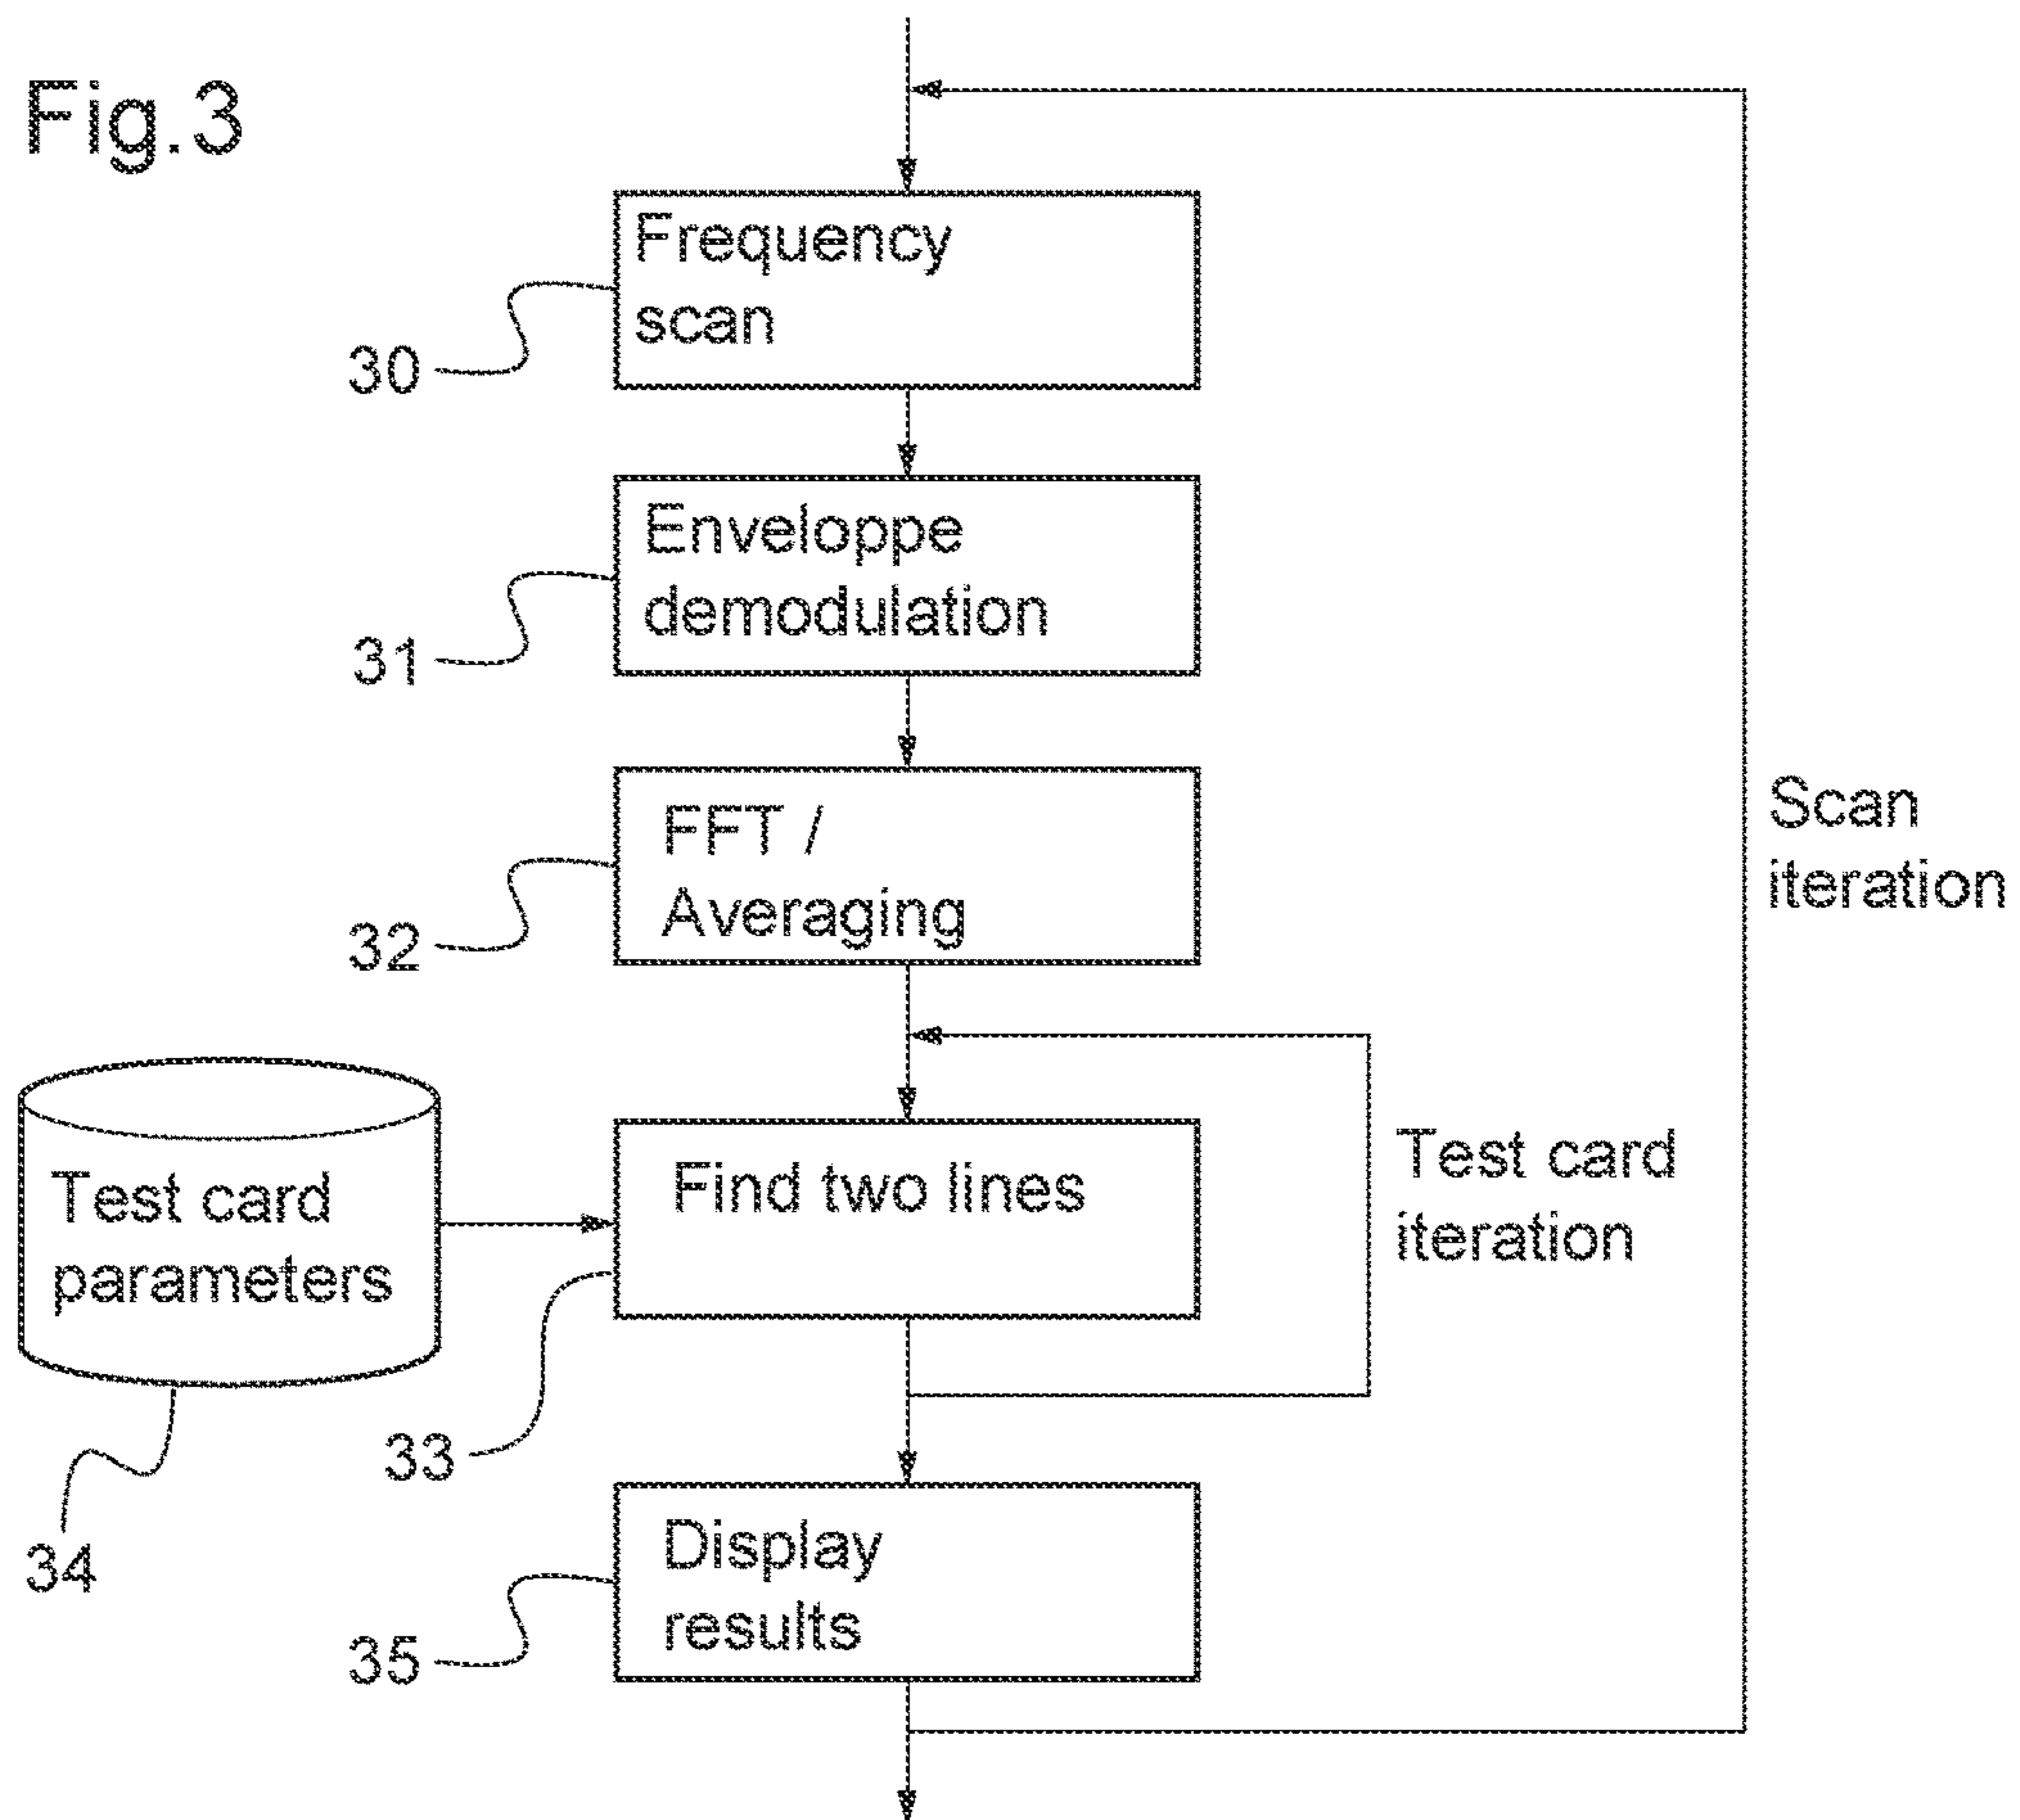 Fig.3
Frequency
scan
30
Enveloppe
demodulation
31
FFT /
Averaging
32
Scan
iteration
Test card
parameters
34
Find two lines
33
Test card
iteration
Display
results
35